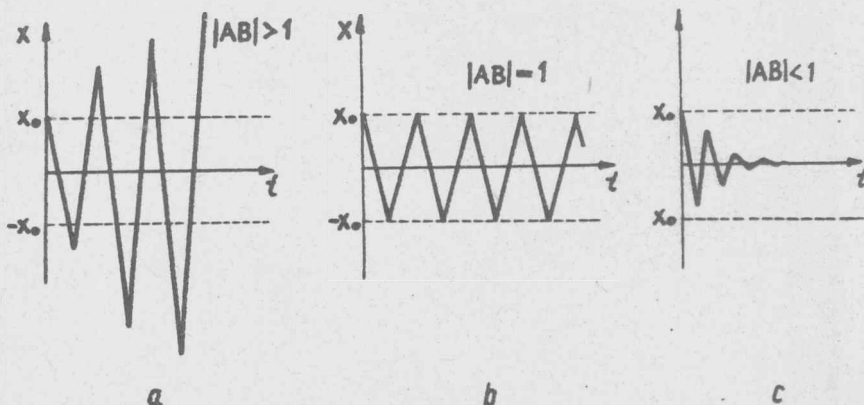 x |AB|>1
x₀
t
-x₀
a
x |AB|=1
x₀
t
-x₀
b
|AB|<1
x₀
t
x₀
c